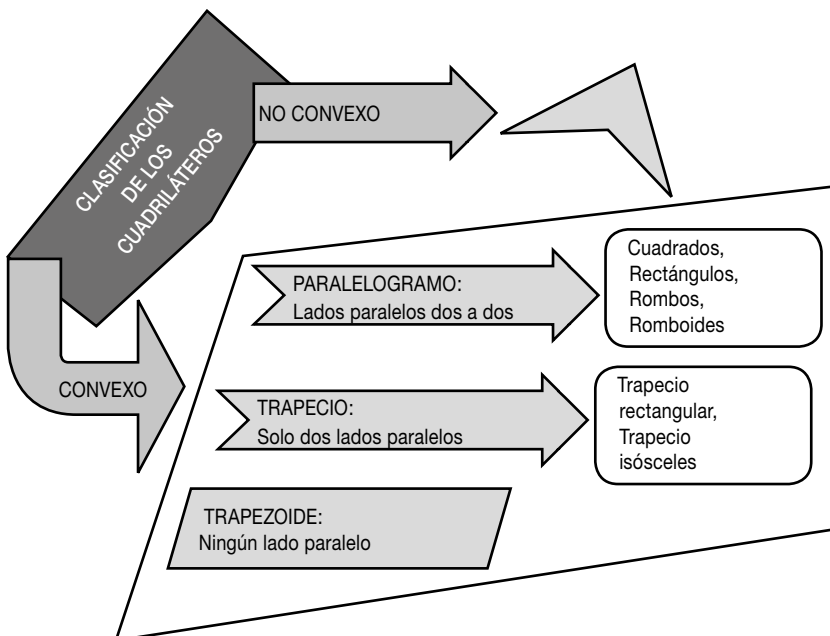 CLASIFICACIÓN
DE LOS
CUADRILÁTEROS
NO CONVEXO
CONVEXO
PARALELOGRAMO:
Lados paralelos dos a dos
Cuadrados,
Rectángulos,
Rombos,
Romboides
TRAPECIO:
Solo dos lados paralelos
Trapecio
rectangular,
Trapecio
isósceles
TRAPEZOIDE:
Ningún lado paralelo